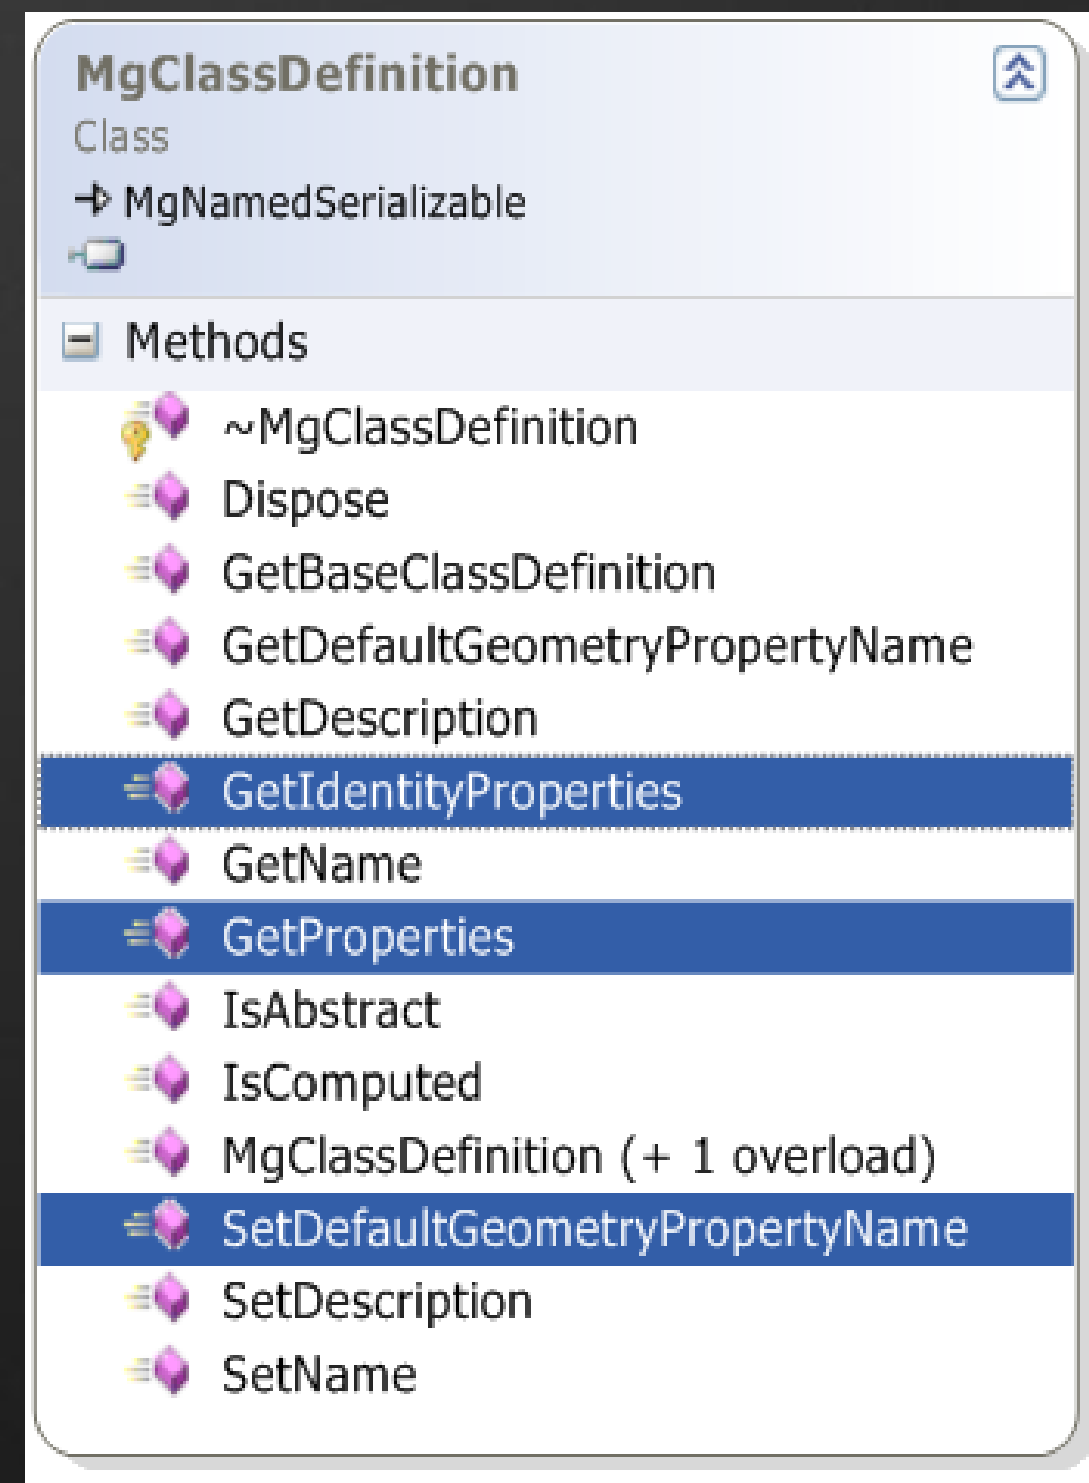 MgClassDefinition
Class
MgNamedSerializable
Methods
~MgClassDefinition
Dispose
GetBaseClassDefinition
GetDefaultGeometryPropertyName
GetDescription
GetIdentityProperties
GetName
GetProperties
IsAbstract
IsComputed
MgClassDefinition (+ 1 overload)
SetDefaultGeometryPropertyName
SetDescription
SetName